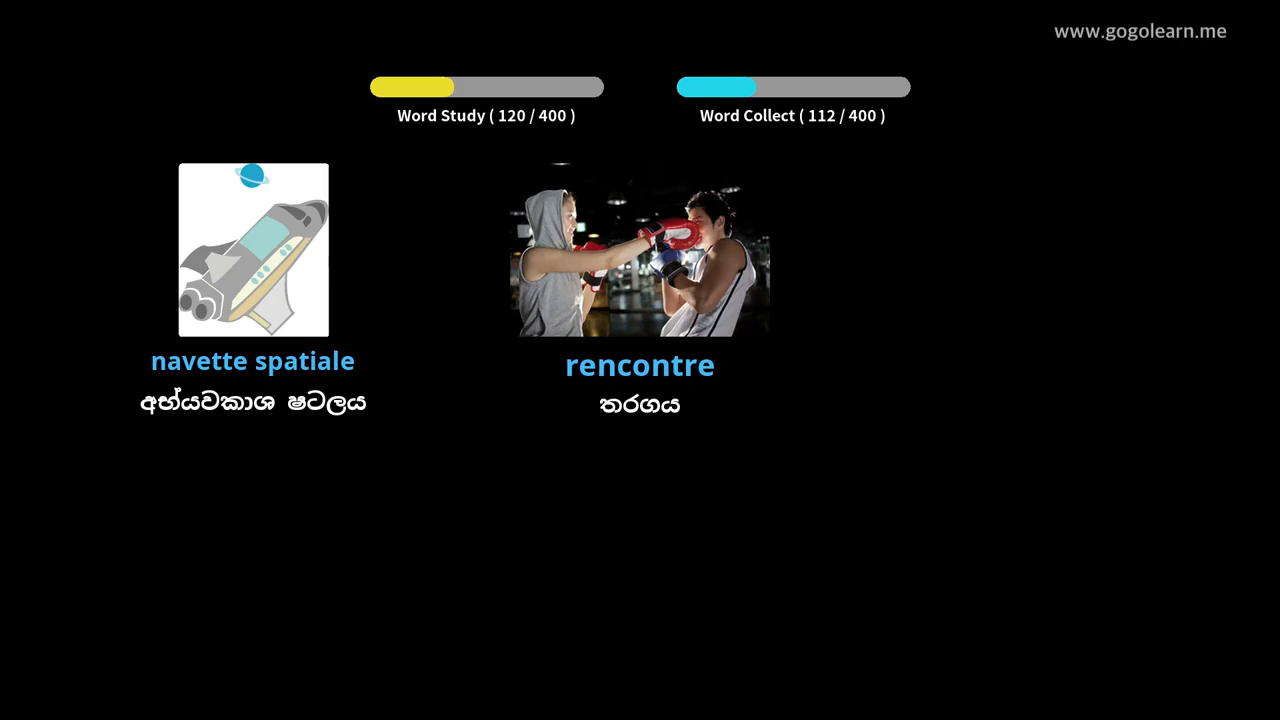 www.gogolearn.me
Word Study ( 120 / 400 )
Word Collect ( 112 / 400 )
navette spatiale
අභ්යවකාශ ෂටලය
rencontre
තරගය